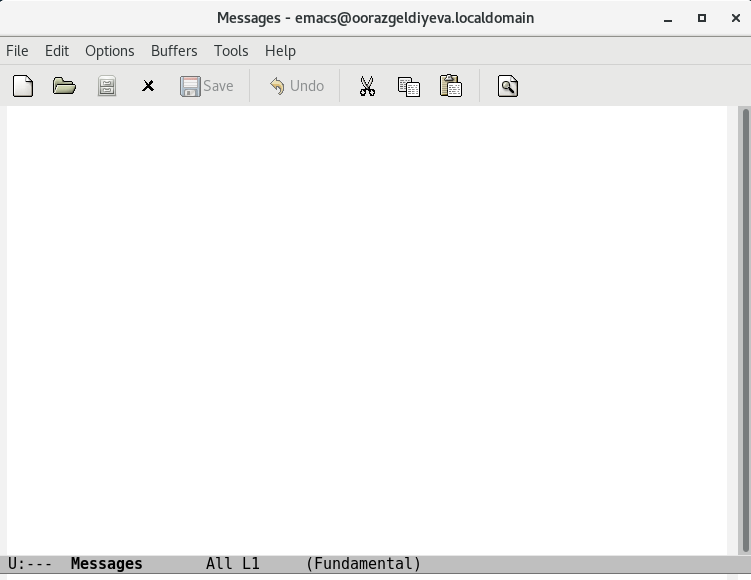 Messages - emacs@oorazgeldiyeva.localdomain
File Edit Options Buffers Tools Help
Save Undo
U:--- Messages All L1 (Fundamental)